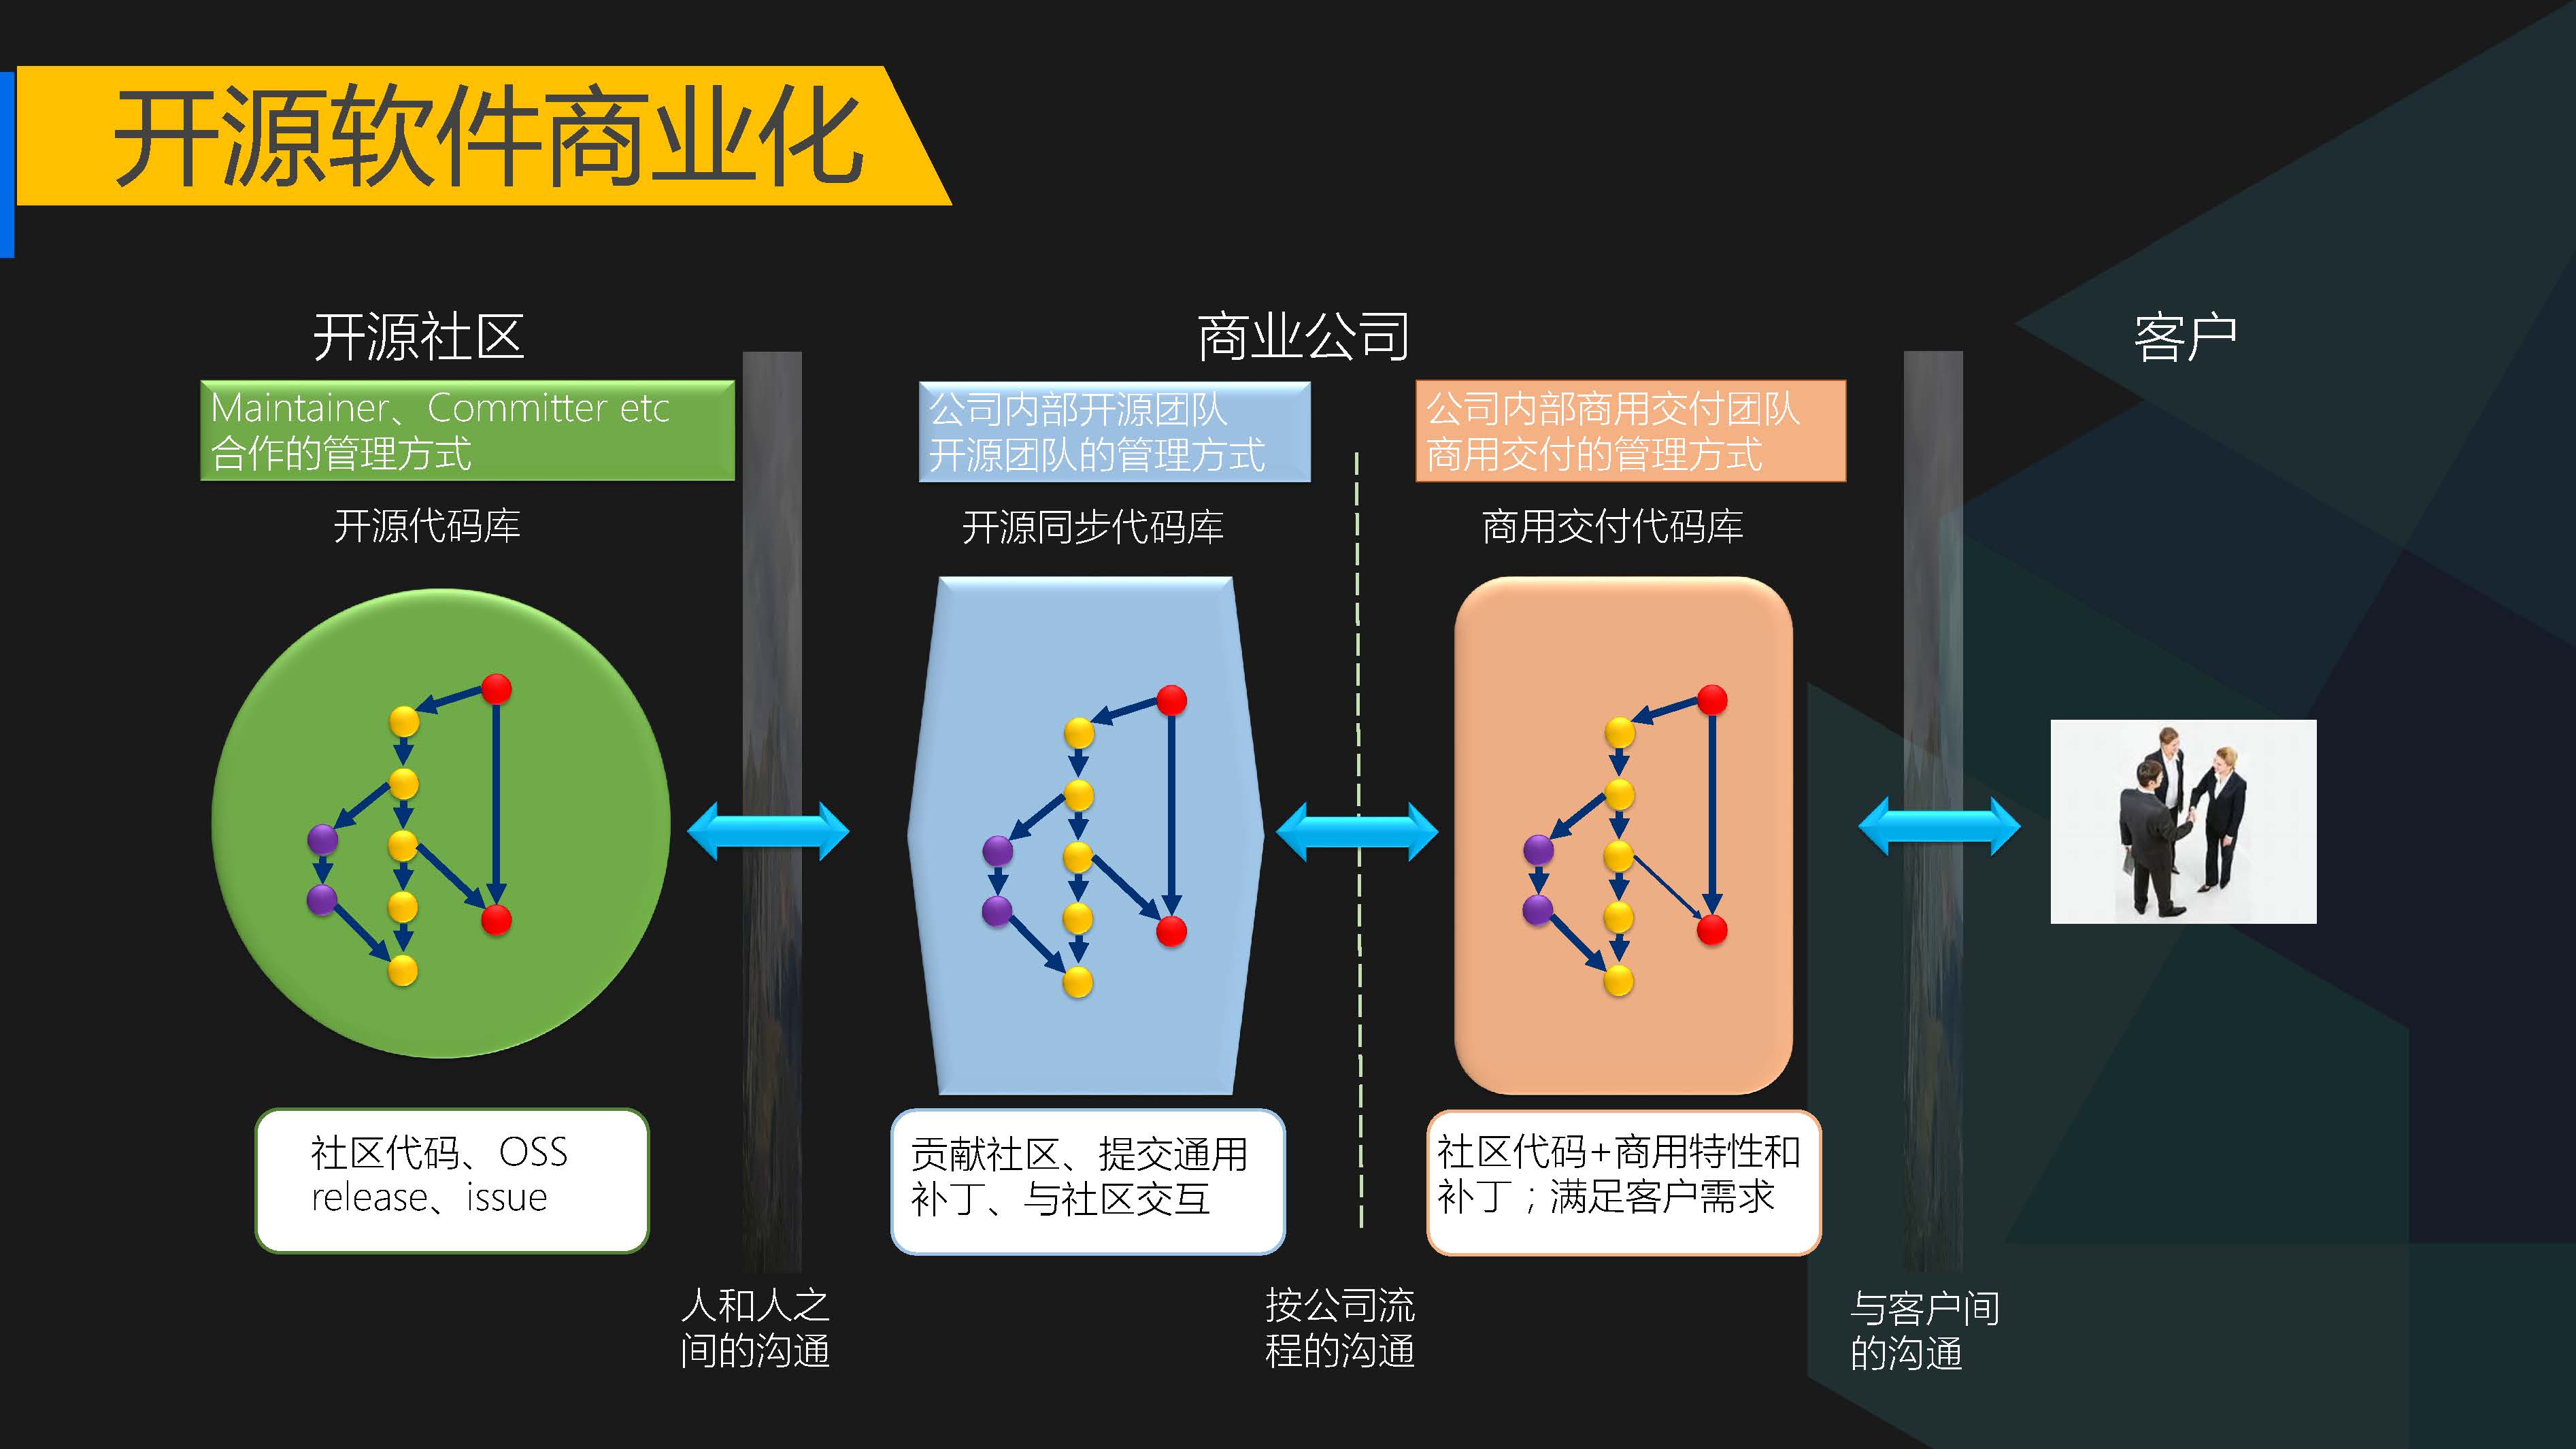 开源软件商业化
开源社区
商业公司
客户
Maintainer、Committer etc
合作的管理方式
公司内部开源团队
开源团队的管理方式
公司内部商用交付团队
商用交付的管理方式
开源代码库
开源同步代码库
商用交付代码库
社区代码、OSS
release、issue
贡献社区、提交通用
补丁、与社区交互
社区代码+商用特性和
补丁；满足客户需求
人和人之
间的沟通
按公司流
程的沟通
与客户间
的沟通